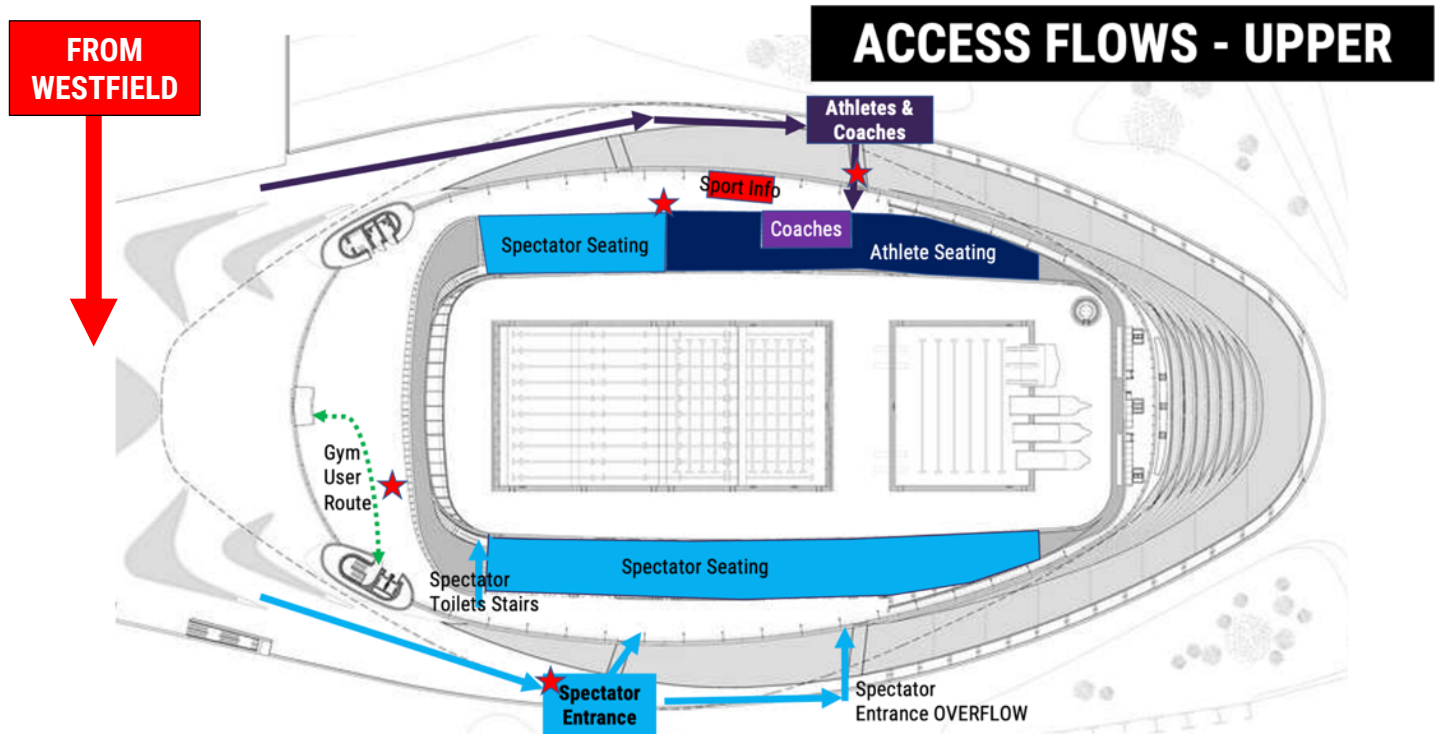 FROM
WESTFIELD
ACCESS FLOWS - UPPER
Athletes &
Coaches
Sport Info
Coaches
Spectator Seating
Athlete Seating
Gym
User
Route
Spectator
Toilets Stairs
Spectator Seating
Spectator
Entrance
Spectator
Entrance OVERFLOW